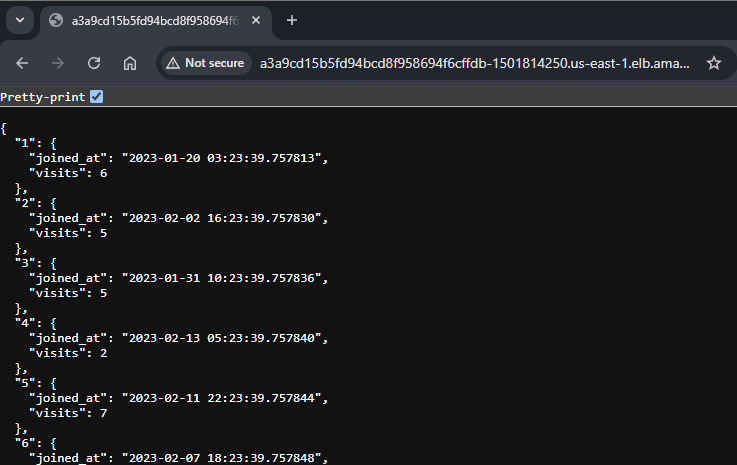 a3a9cd15b5fd94bcd8f958694f6
Not secure
a3a9cd15b5fd94bcd8f958694f6cffdb-1501814250.us-east-1.elb.ama...
Pretty-print
{
  "1": {
    "joined_at": "2023-01-20 03:23:39.757813",
    "visits": 6
  },
  "2": {
    "joined_at": "2023-02-02 16:23:39.757830",
    "visits": 5
  },
  "3": {
    "joined_at": "2023-01-31 10:23:39.757836",
    "visits": 5
  },
  "4": {
    "joined_at": "2023-02-13 05:23:39.757840",
    "visits": 2
  },
  "5": {
    "joined_at": "2023-02-11 22:23:39.757844",
    "visits": 7
  },
  "6": {
    "joined_at": "2023-02-07 18:23:39.757848",